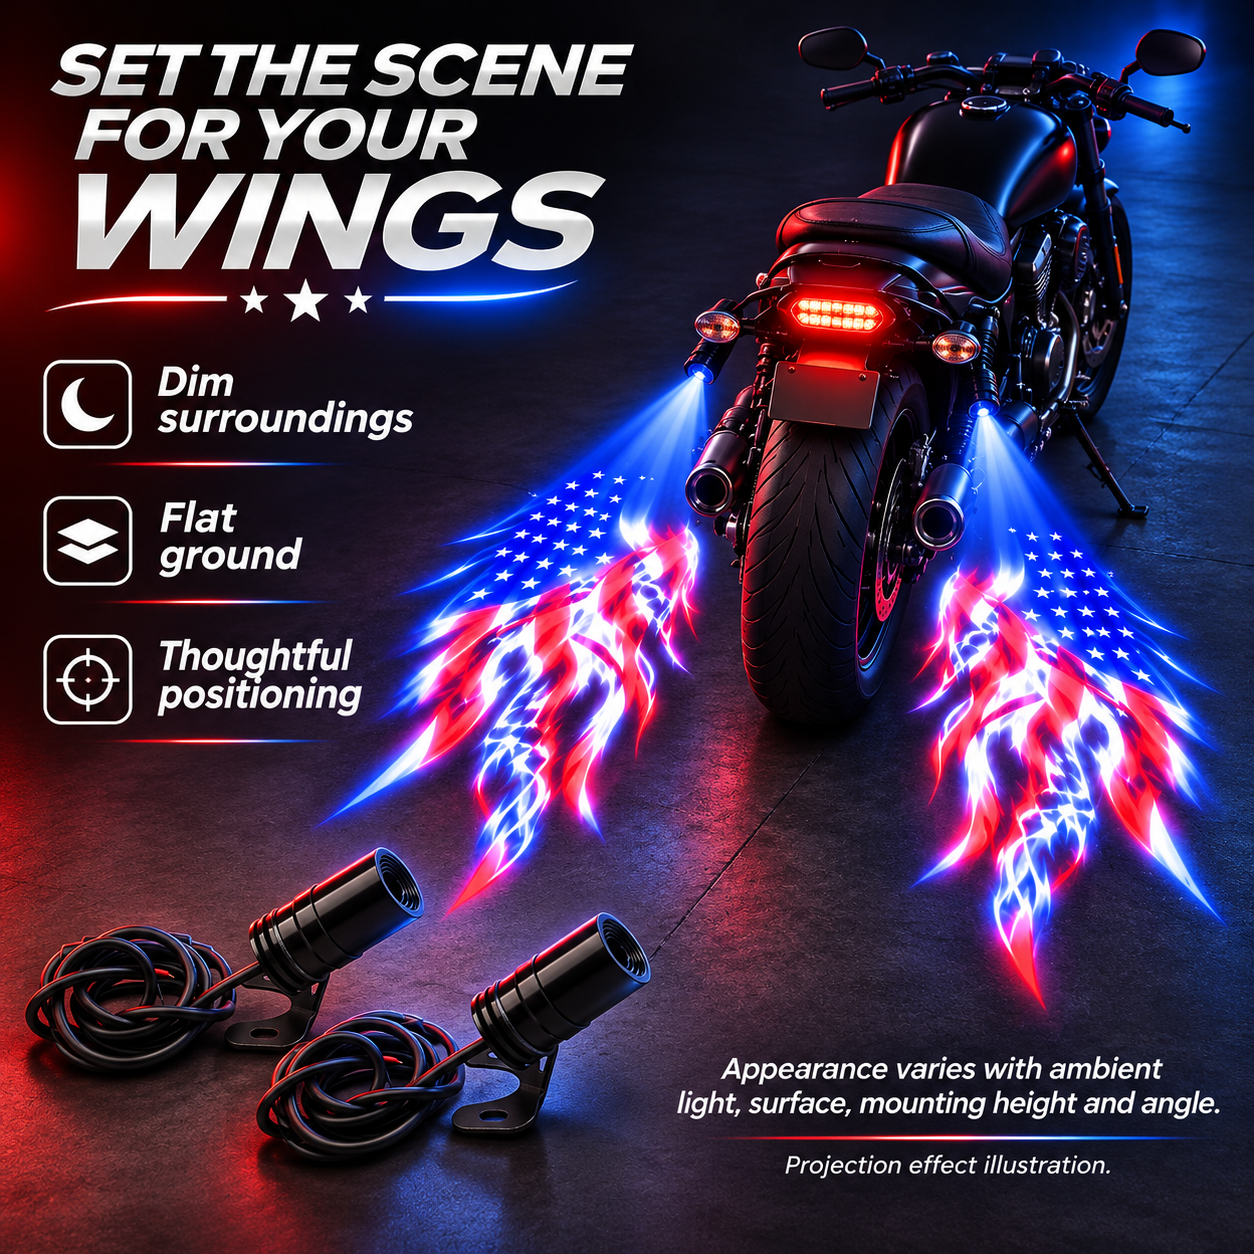 SET THE SCENE
FOR YOUR
WINGS
Dim
surroundings
Flat
ground
Thoughtful
positioning
Appearance varies with ambient
light, surface, mounting height and angle.
Projection effect illustration.